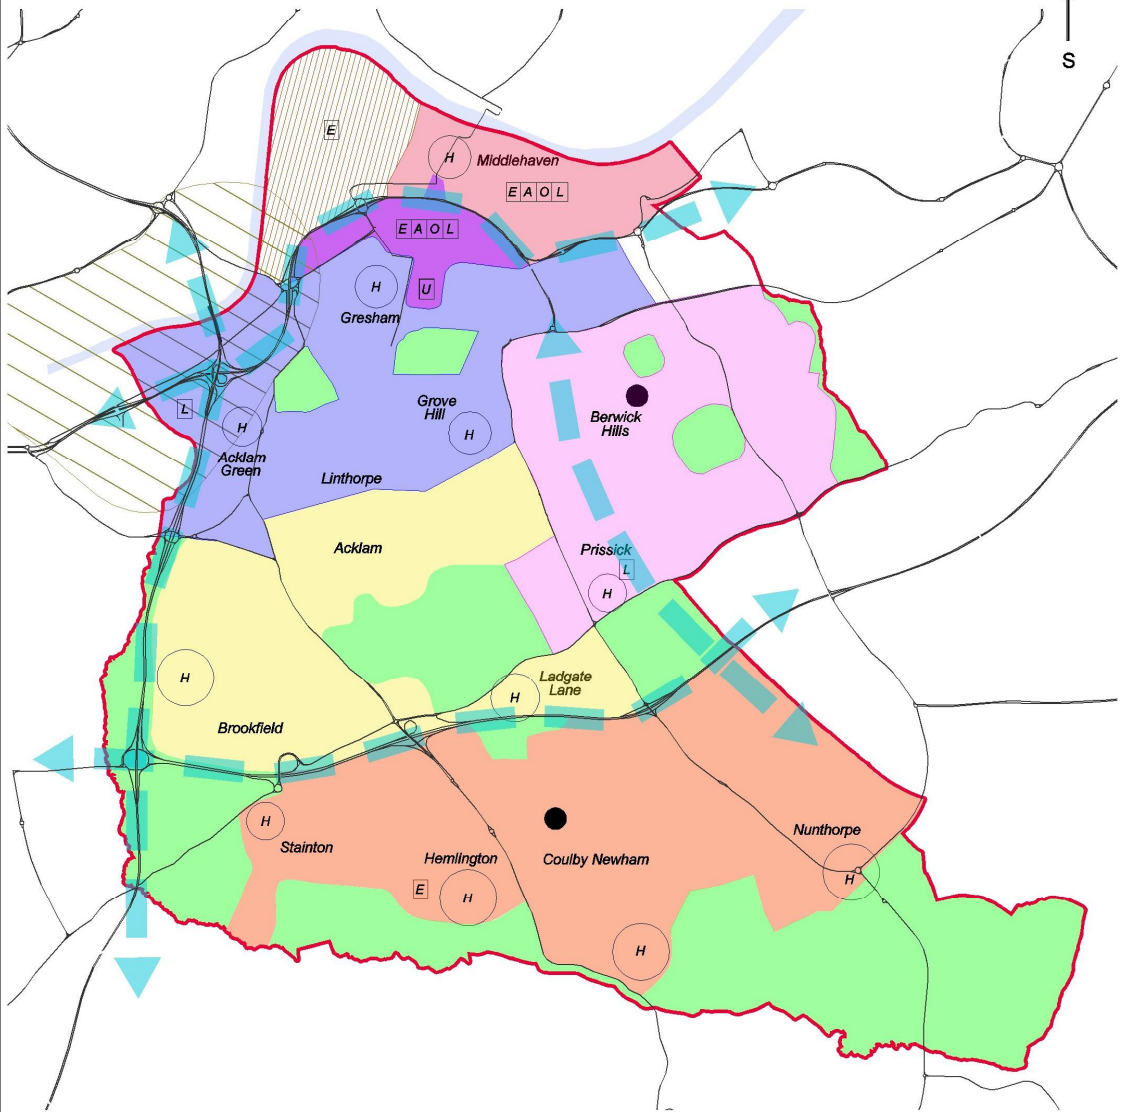 S
E
H
Middlehaven
E A O L
E A O L
H
U
Gresham
L
H
Grove
Hill
H
Berwick
Hills
Acklam
Green
Linthorpe
Acklam
Prissick
L
H
H
Ladgate
Lane
H
Brookfield
H
Stainton
Hemlington
E
H
Coulby Newham
Nunthorpe
H
H